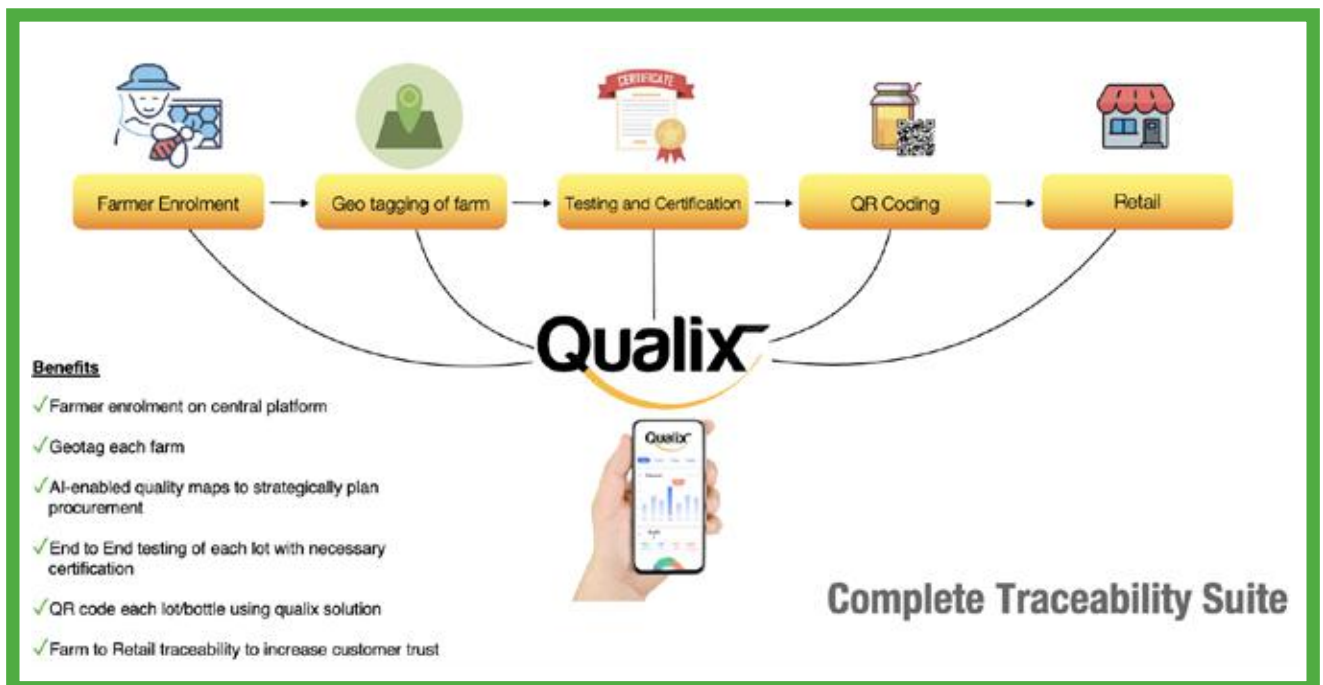 CERTIFICATE
Farmer Enrolment
Geo tagging of farm
Testing and Certification
QR Coding
Retail
Qualix
Benefits
✓Farmer enrolment on central platform
✓Geotag each farm
✓AI-enabled quality maps to strategically plan
procurement
✓End to End testing of each lot with necessary
certification
✓QR code each lot/bottle using qualix solution
✓Farm to Retail traceability to increase customer trust
Qualix
Complete Traceability Suite